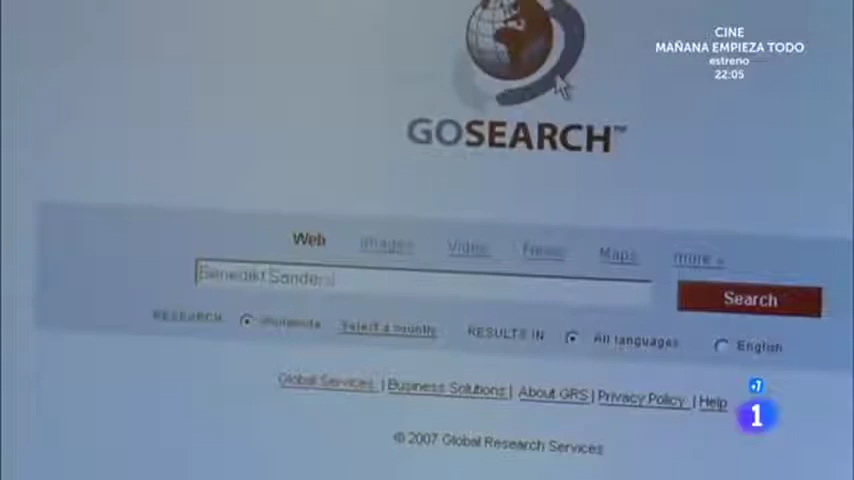 CINE
MAÑANA EMPIEZA TODO
estreno
22:05
GOSEARCH™
Web Images Video News Maps more »
Benedikt Sanders
Search
RESEARCH Worldwide Select a country RESULTS IN All languages English
Global Services | Business Solutions | About GRS | Privacy Policy | Help
+7
1
© 2007 Global Research Services